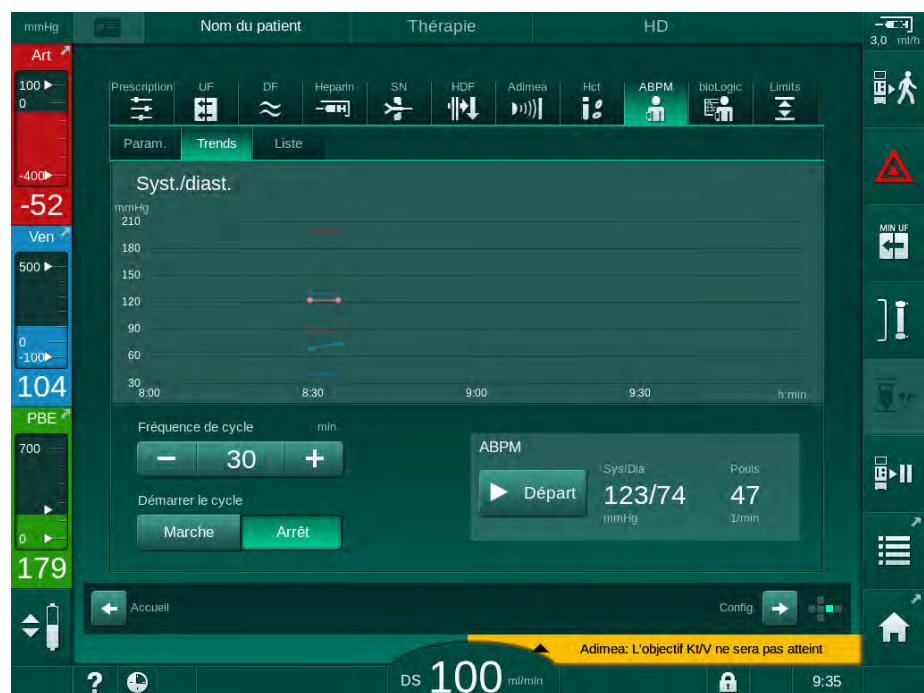 mmHg
Nom du patient
Thérapie
HD
3,0 ml/h
Art
100
0
-400
-52
Ven
500
0
-100
104
PBE
700
0
179
Prescription
UF
DF
Heparin
SN
HDF
Adimea
Hct
ABPM
bioLogic
Limits
Param.
Trends
Liste
Syst./diast.
mmHg
210
180
150
120
90
60
30
8:00
8:30
9:00
9:30
h:min
Fréquence de cycle
min
30
Démarrer le cycle
Marche
Arrêt
ABPM
Départ
Sys/Dia
123/74
mmHg
Pouls
47
1/min
MIN UF
Accueil
Config.
Adimea: L'objectif Kt/V ne sera pas atteint
?
DS 100 ml/min
9:35